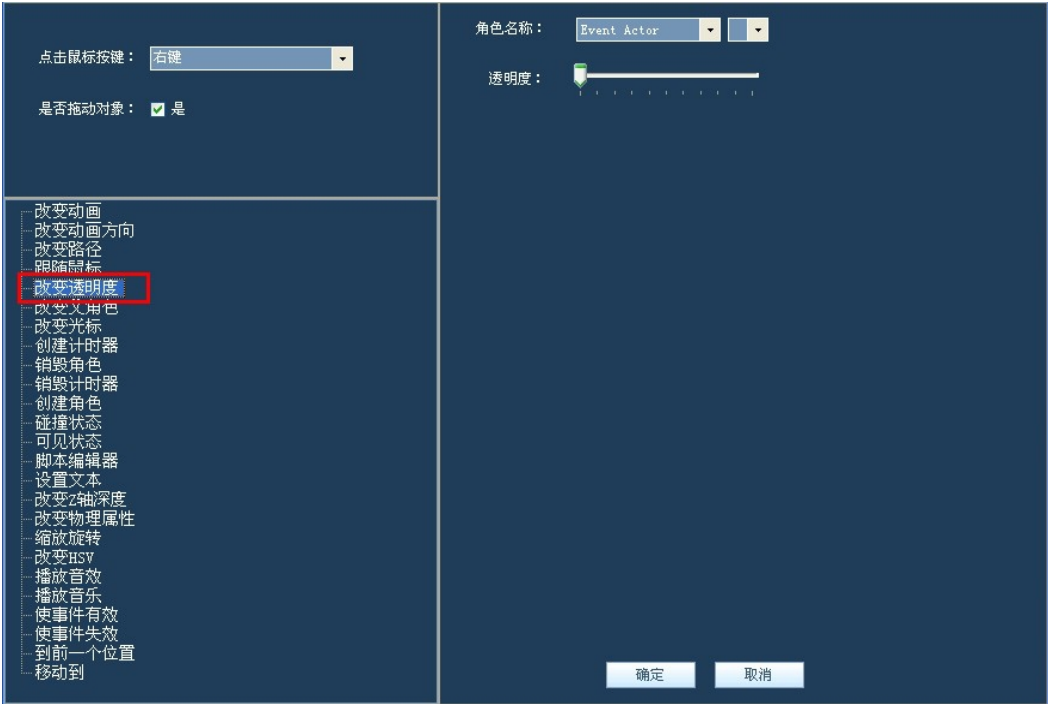 点击鼠标按键： 右键
是否拖动对象： 是
角色名称： Event Actor
透明度：
改变动画
改变动画方向
改变路径
跟随鼠标
改变透明度
改变父角色
改变光标
创建计时器
销毁角色
销毁计时器
创建角色
碰撞状态
可见状态
脚本编辑器
设置文本
改变Z轴深度
改变物理属性
缩放旋转
改变HSV
播放音效
播放音乐
使事件有效
使事件失效
到前一个位置
移动到
确定 取消